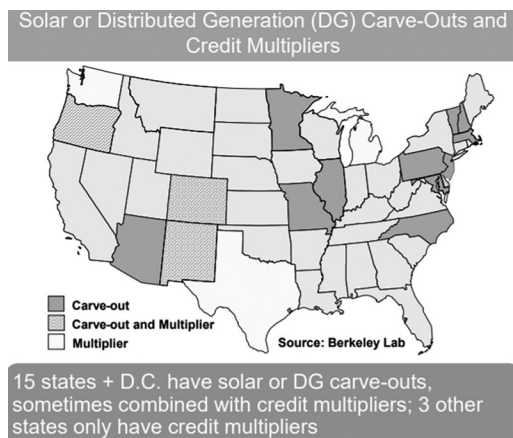 Solar or Distributed Generation (DG) Carve-Outs and
Credit Multipliers
Carve-out
Carve-out and Multiplier
Multiplier
Source: Berkeley Lab
15 states + D.C. have solar or DG carve-outs,
sometimes combined with credit multipliers; 3 other
states only have credit multipliers